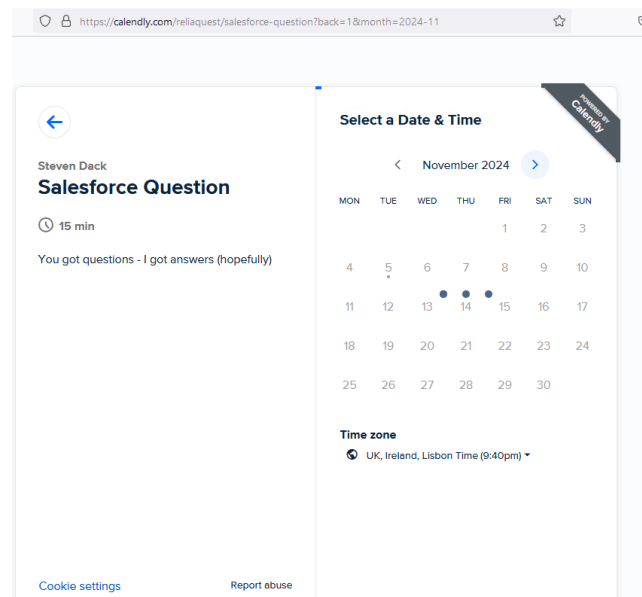 https://calendly.com/reliaquest/salesforce-question?back=1&month=2024-11
POWERED BY
Calendly
Steven Dack
Salesforce Question
15 min
You got questions - I got answers (hopefully)
Select a Date & Time
November 2024
MON TUE WED THU FRI SAT SUN
1 2 3
4 5 6 7 8 9 10
11 12 13 14 15 16 17
18 19 20 21 22 23 24
25 26 27 28 29 30
Time zone
UK, Ireland, Lisbon Time (9:40pm)
Cookie settings
Report abuse